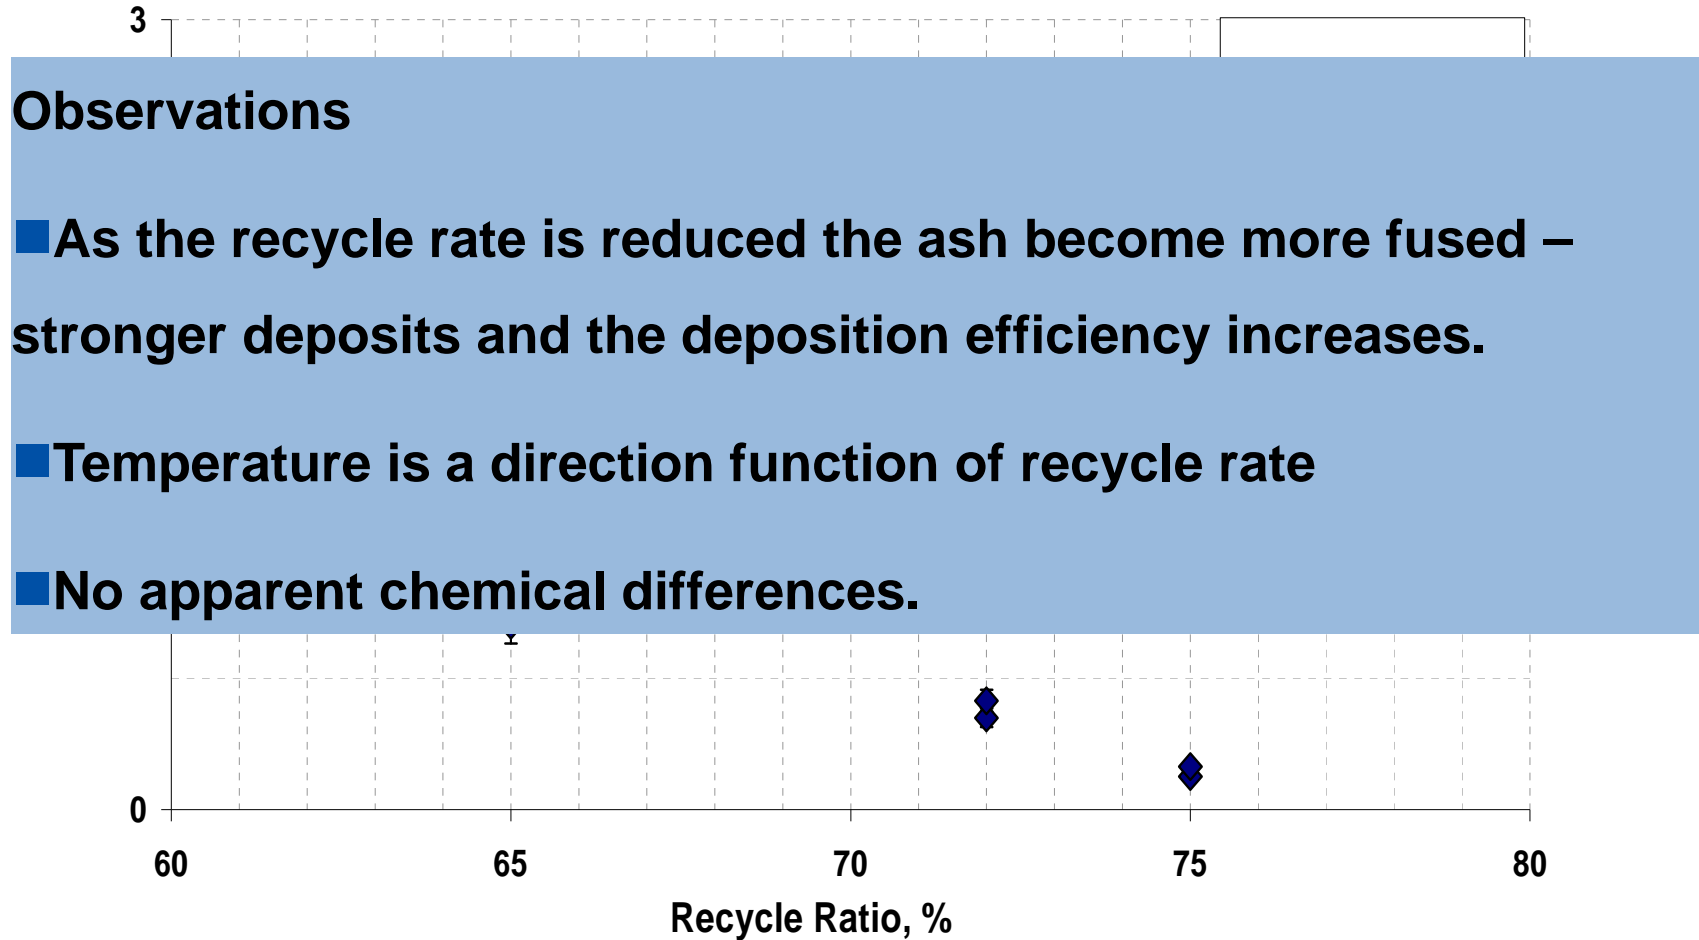 3
Observations
■As the recycle rate is reduced the ash become more fused –
stronger deposits and the deposition efficiency increases.
■Temperature is a direction function of recycle rate
■No apparent chemical differences.
0
60 65 70 75 80
Recycle Ratio, %